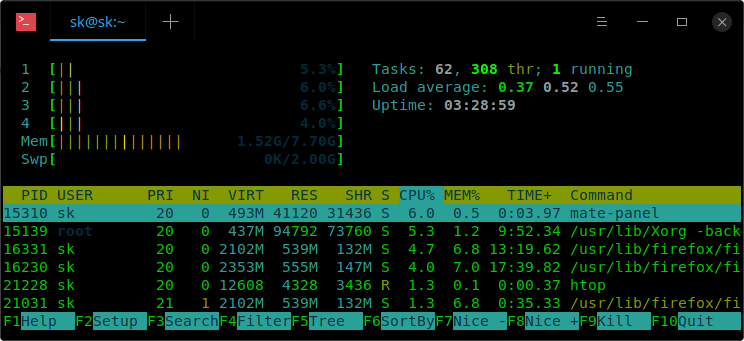 sk@sk:~
1 [|| 5.3%] Tasks: 62, 308 thr; 1 running
2 [||| 6.0%] Load average: 0.37 0.52 0.55
3 [||| 6.6%] Uptime: 03:28:59
4 [||| 4.0%]
Mem[||||||||||||||| 1.52G/7.70G]
Swp[ 0K/2.00G]
PID USER PRI NI VIRT RES SHR S CPU% MEM% TIME+ Command
15310 sk 20 0 493M 41120 31436 S 6.0 0.5 0:03.97 mate-panel
15139 root 20 0 437M 94792 73760 S 5.3 1.2 9:52.34 /usr/lib/Xorg -back
16331 sk 20 0 2102M 539M 132M S 4.7 6.8 13:19.62 /usr/lib/firefox/fi
16230 sk 20 0 2353M 555M 147M S 4.0 7.0 17:39.82 /usr/lib/firefox/fi
21228 sk 20 0 12608 4328 3436 R 1.3 0.1 0:00.37 htop
21031 sk 21 1 2102M 539M 132M S 1.3 6.8 0:35.33 /usr/lib/firefox/fi
F1Help F2Setup F3SearchF4FilterF5Tree F6SortByF7Nice -F8Nice +F9Kill F10Quit